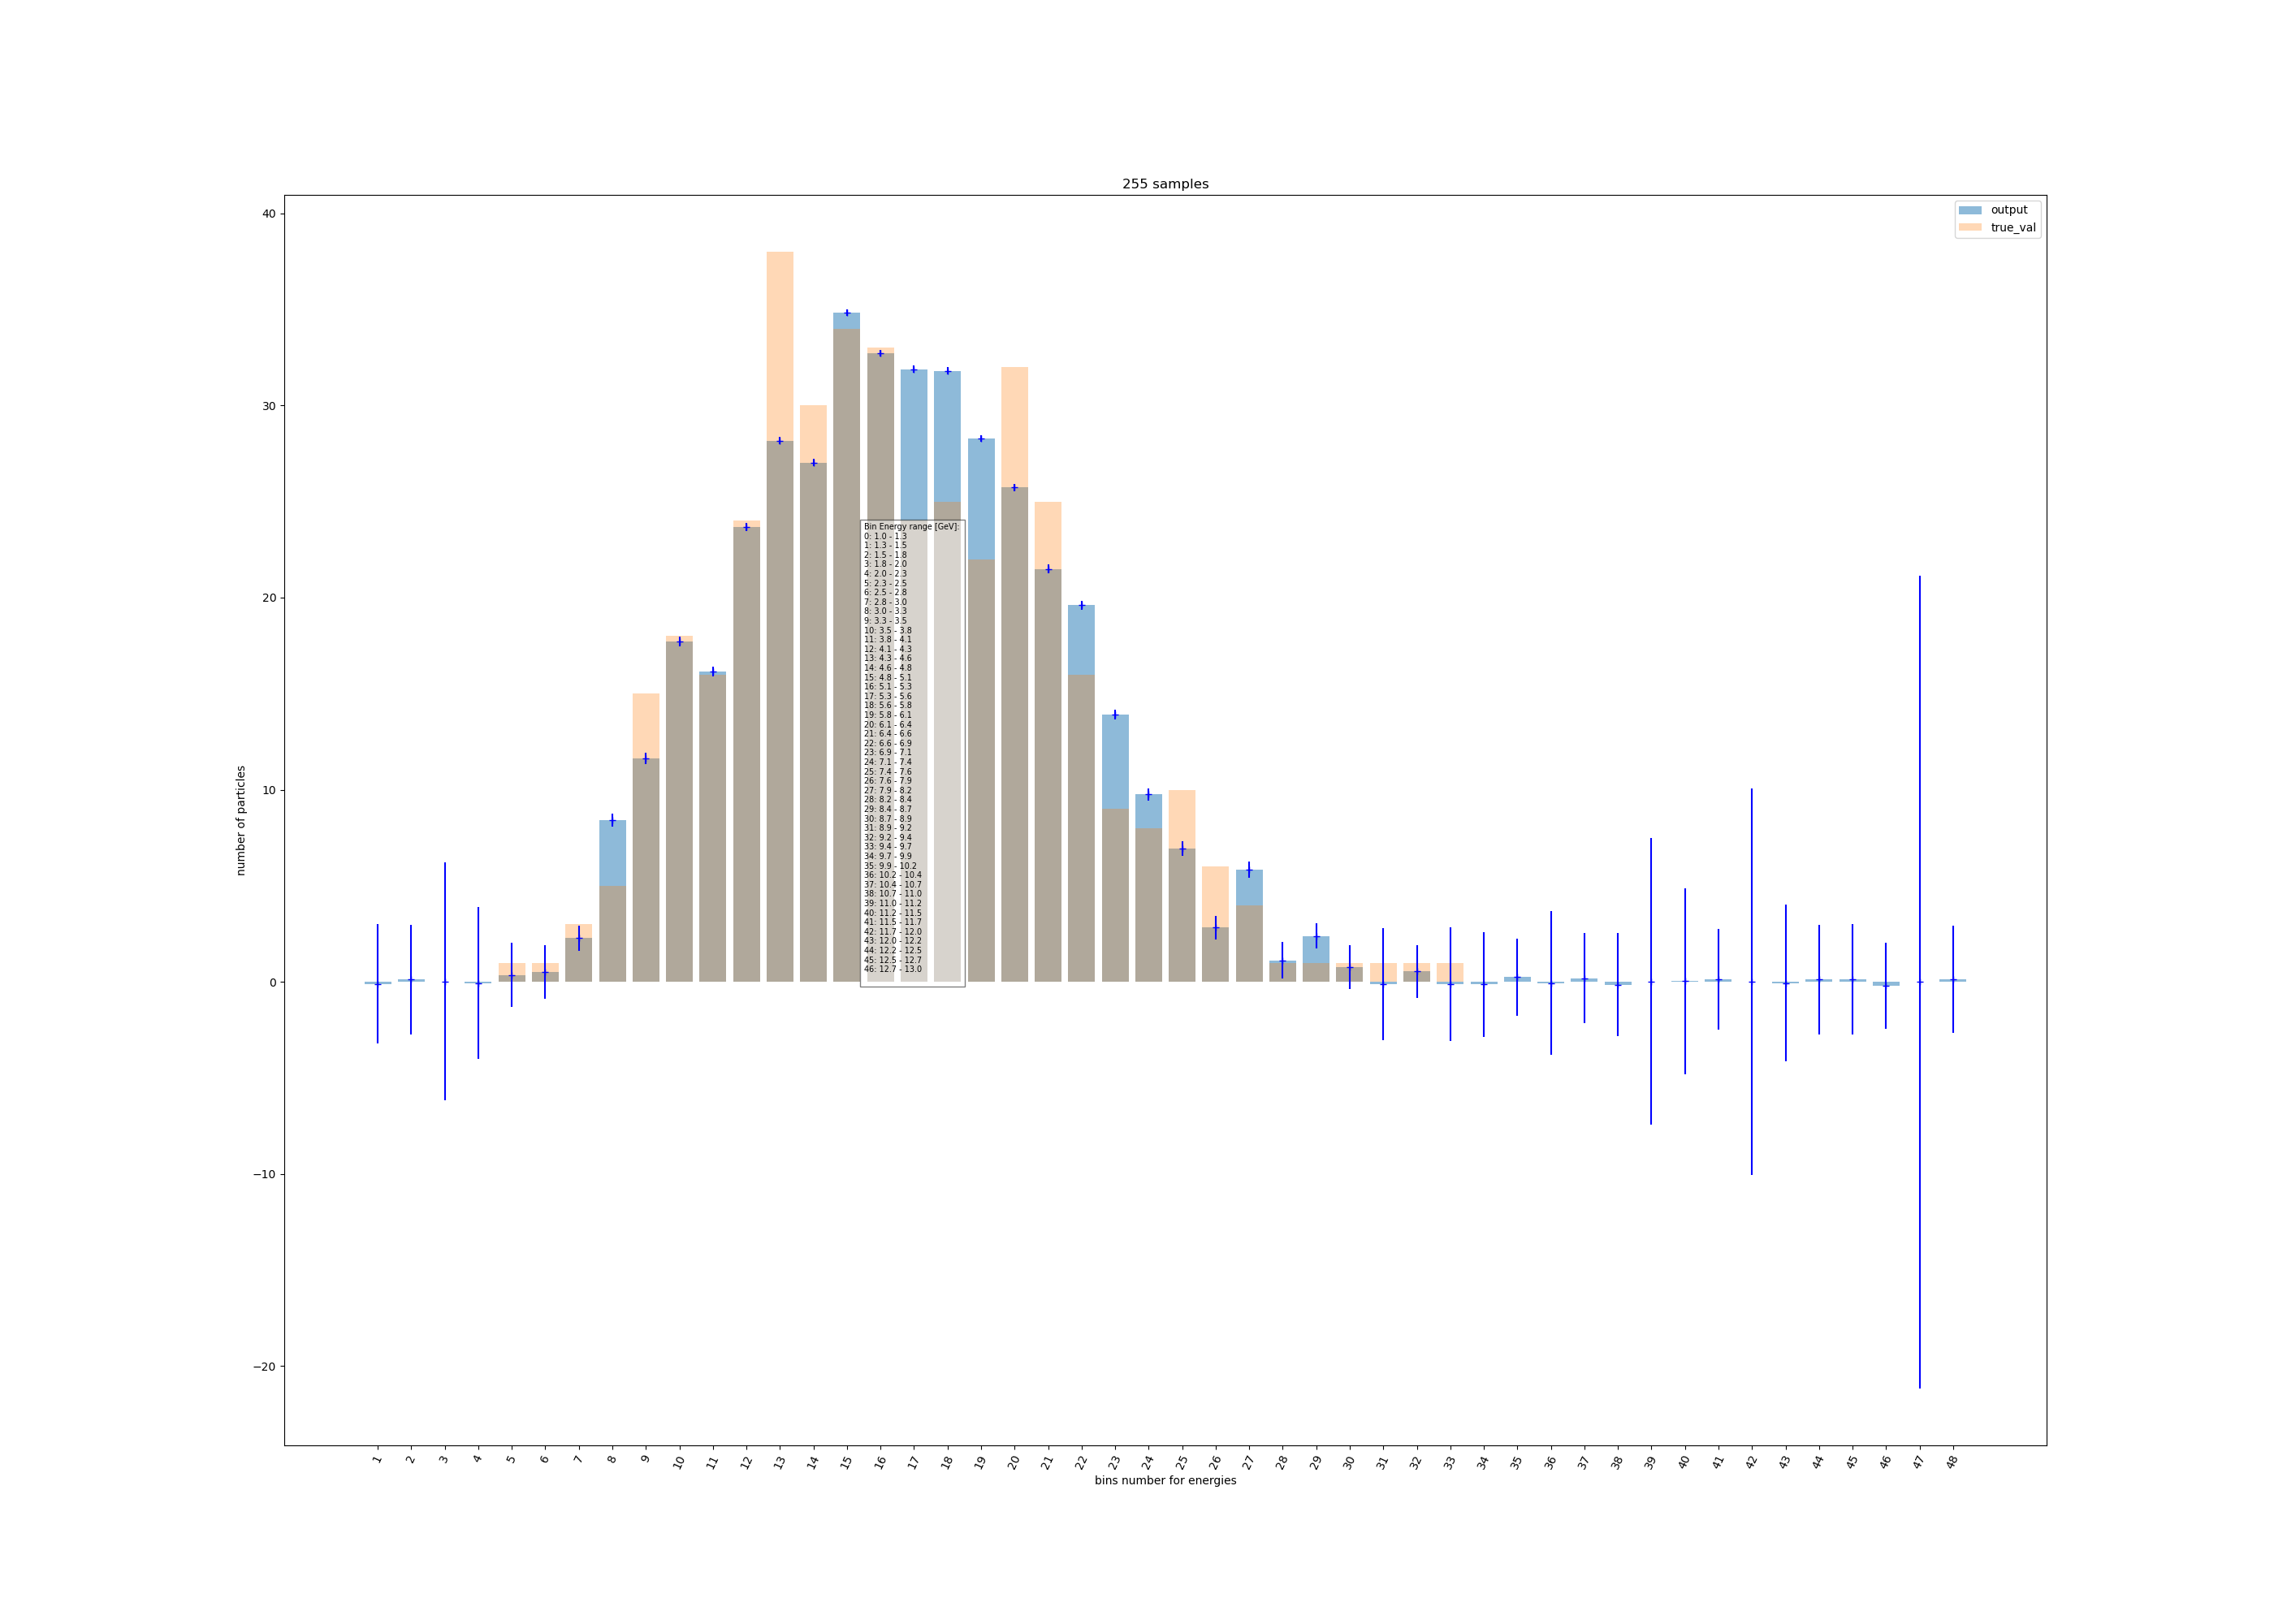 255 samples
output
true_val
40
30
20
10
0
−10
−20
number of particles
Bin Energy range [GeV]:
0: 1.0 - 1.3
1: 1.3 - 1.5
2: 1.5 - 1.8
3: 1.8 - 2.0
4: 2.0 - 2.3
5: 2.3 - 2.5
6: 2.5 - 2.8
7: 2.8 - 3.0
8: 3.0 - 3.3
9: 3.3 - 3.5
10: 3.5 - 3.8
11: 3.8 - 4.1
12: 4.1 - 4.3
13: 4.3 - 4.6
14: 4.6 - 4.8
15: 4.8 - 5.1
16: 5.1 - 5.3
17: 5.3 - 5.6
18: 5.6 - 5.8
19: 5.8 - 6.1
20: 6.1 - 6.4
21: 6.4 - 6.6
22: 6.6 - 6.9
23: 6.9 - 7.1
24: 7.1 - 7.4
25: 7.4 - 7.6
26: 7.6 - 7.9
27: 7.9 - 8.2
28: 8.2 - 8.4
29: 8.4 - 8.7
30: 8.7 - 8.9
31: 8.9 - 9.2
32: 9.2 - 9.4
33: 9.4 - 9.7
34: 9.7 - 9.9
35: 9.9 - 10.2
36: 10.2 - 10.4
37: 10.4 - 10.7
38: 10.7 - 11.0
39: 11.0 - 11.2
40: 11.2 - 11.5
41: 11.5 - 11.7
42: 11.7 - 12.0
43: 12.0 - 12.2
44: 12.2 - 12.5
45: 12.5 - 12.7
46: 12.7 - 13.0
1 2 3 4 5 6 7 8 9 10 11 12 13 14 15 16 17 18 19 20 21 22 23 24 25 26 27 28 29 30 31 32 33 34 35 36 37 38 39 40 41 42 43 44 45 46 47 48
bins number for energies